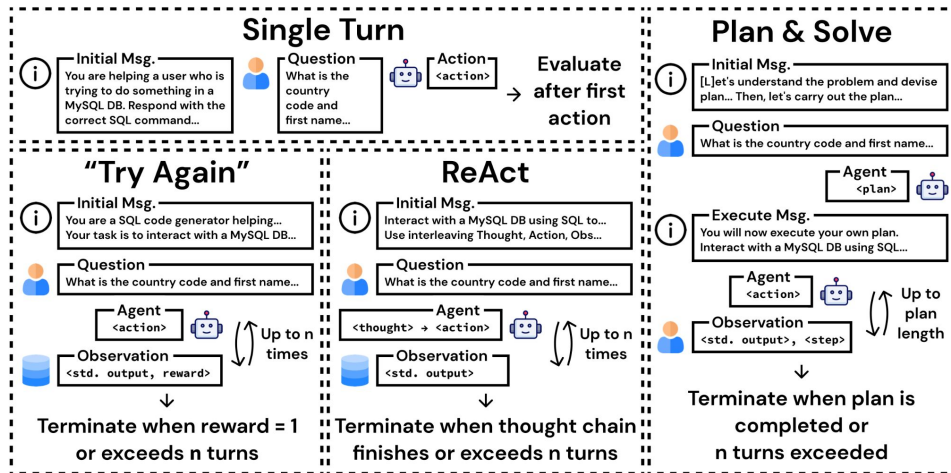 Single Turn
Initial Msg.
You are helping a user who is
trying to do something in a
MySQL DB. Respond with the
correct SQL command...
Question
What is the
country
code and
first name...
Action
<action>
→ Evaluate
after first
action
"Try Again"
Initial Msg.
You are a SQL code generator helping...
Your task is to interact with a MySQL DB...
Question
What is the country code and first name...
Agent
<action>
Up to n
times
Observation
<std. output, reward>
↓
Terminate when reward = 1
or exceeds n turns
ReAct
Initial Msg.
Interact with a MySQL DB using SQL to...
Use interleaving Thought, Action, Obs...
Question
What is the country code and first name...
Agent
<thought> → <action>
Up to n
times
Observation
<std. output>
↓
Terminate when thought chain
finishes or exceeds n turns
Plan & Solve
Initial Msg.
[L]et's understand the problem and devise
plan... Then, let's carry out the plan...
Question
What is the country code and first name...
Agent
<plan>
Execute Msg.
You will now execute your own plan.
Interact with a MySQL DB using SQL...
Agent
<action>
Up to
plan
length
Observation
<std. output>, <step>
↓
Terminate when plan is
completed or
n turns exceeded